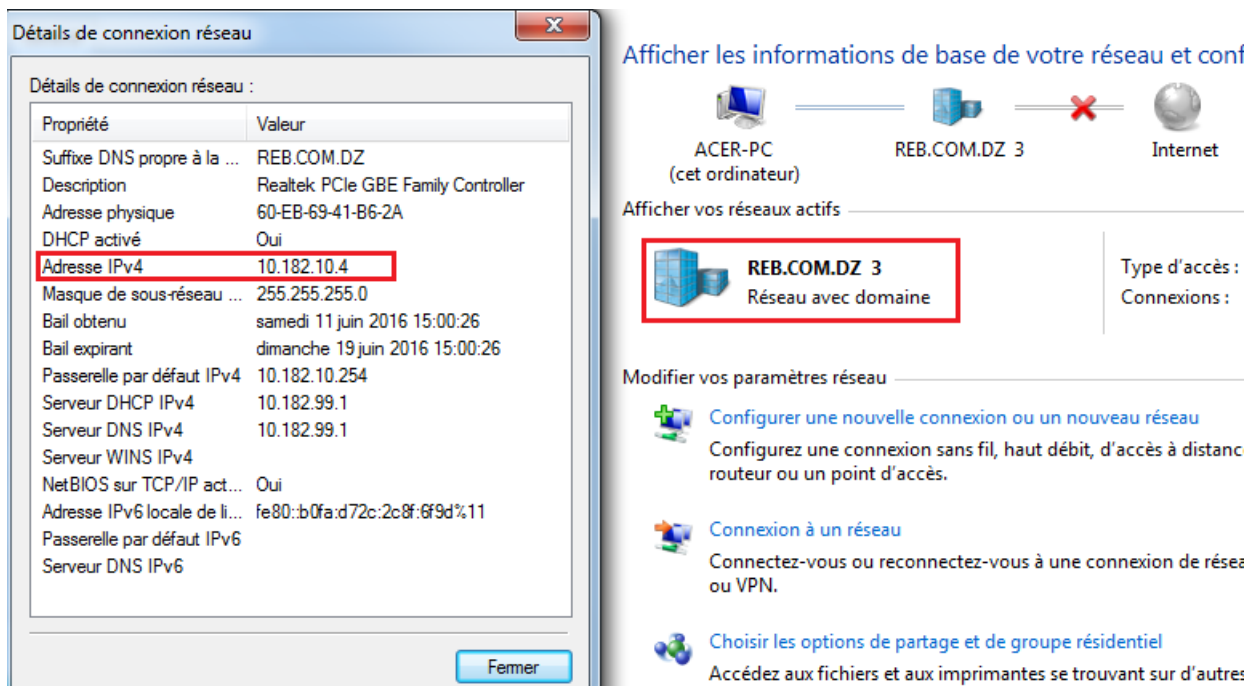 Détails de connexion réseau
Détails de connexion réseau :
Propriété Valeur
Suffixe DNS propre à la ... REB.COM.DZ
Description Realtek PCIe GBE Family Controller
Adresse physique 60-EB-69-41-B6-2A
DHCP activé Oui
Adresse IPv4 10.182.10.4
Masque de sous-réseau ... 255.255.255.0
Bail obtenu samedi 11 juin 2016 15:00:26
Bail expirant dimanche 19 juin 2016 15:00:26
Passerelle par défaut IPv4 10.182.10.254
Serveur DHCP IPv4 10.182.99.1
Serveur DNS IPv4 10.182.99.1
Serveur WINS IPv4
NetBIOS sur TCP/IP act... Oui
Adresse IPv6 locale de li... fe80::b0fa:d72c:2c8f:6f9d%11
Passerelle par défaut IPv6
Serveur DNS IPv6
Fermer
Afficher les informations de base de votre réseau et conf
ACER-PC REB.COM.DZ 3 Internet
(cet ordinateur)
Afficher vos réseaux actifs
REB.COM.DZ 3 Type d'accès :
Réseau avec domaine Connexions :
Modifier vos paramètres réseau
Configurer une nouvelle connexion ou un nouveau réseau
Configurez une connexion sans fil, haut débit, d'accès à distance
routeur ou un point d'accès.
Connexion à un réseau
Connectez-vous ou reconnectez-vous à une connexion de résea
ou VPN.
Choisir les options de partage et de groupe résidentiel
Accédez aux fichiers et aux imprimantes se trouvant sur d'autres